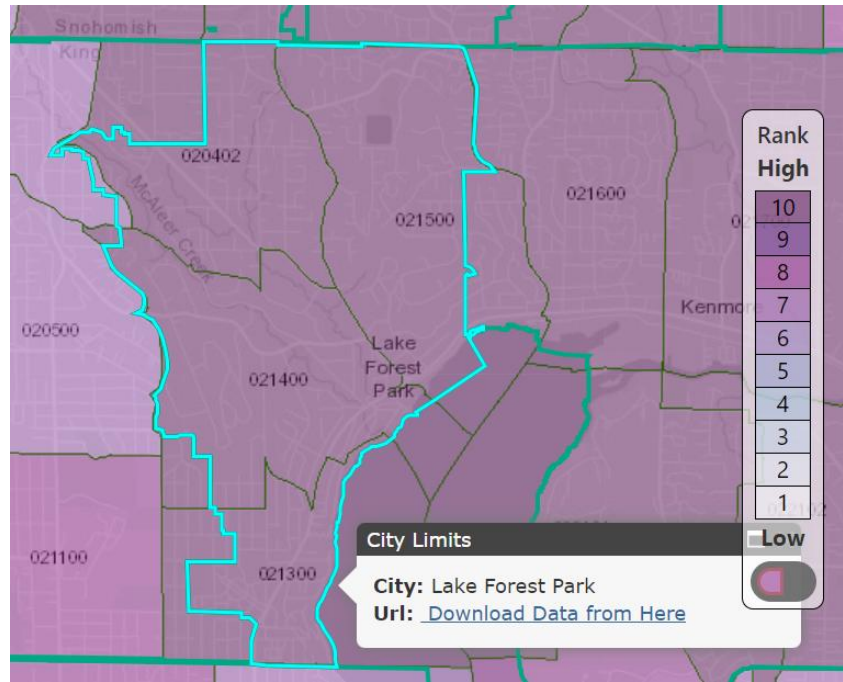 Snohomish
King
020402
McAleer Creek
021500
021600
Kenmore
020500
Lake
Forest
Park
021400
021100
021300
Rank
High
10
9
8
7
6
5
4
3
2
1
Low
City Limits
City: Lake Forest Park
Url: Download Data from Here